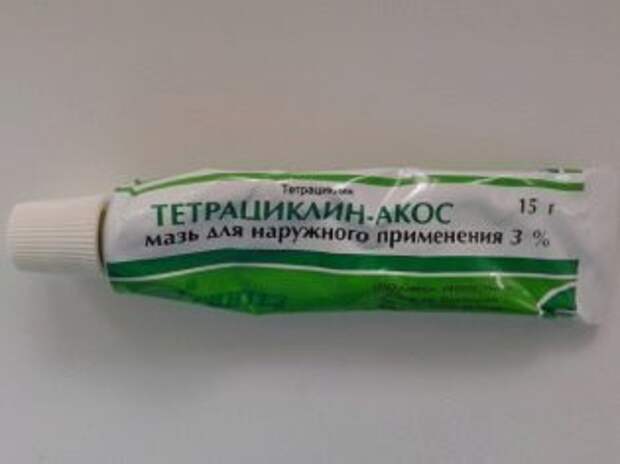 Тетрациклин
ТЕТРАЦИКЛИН-АКОС 15 г
мазь для наружного применения 3 %